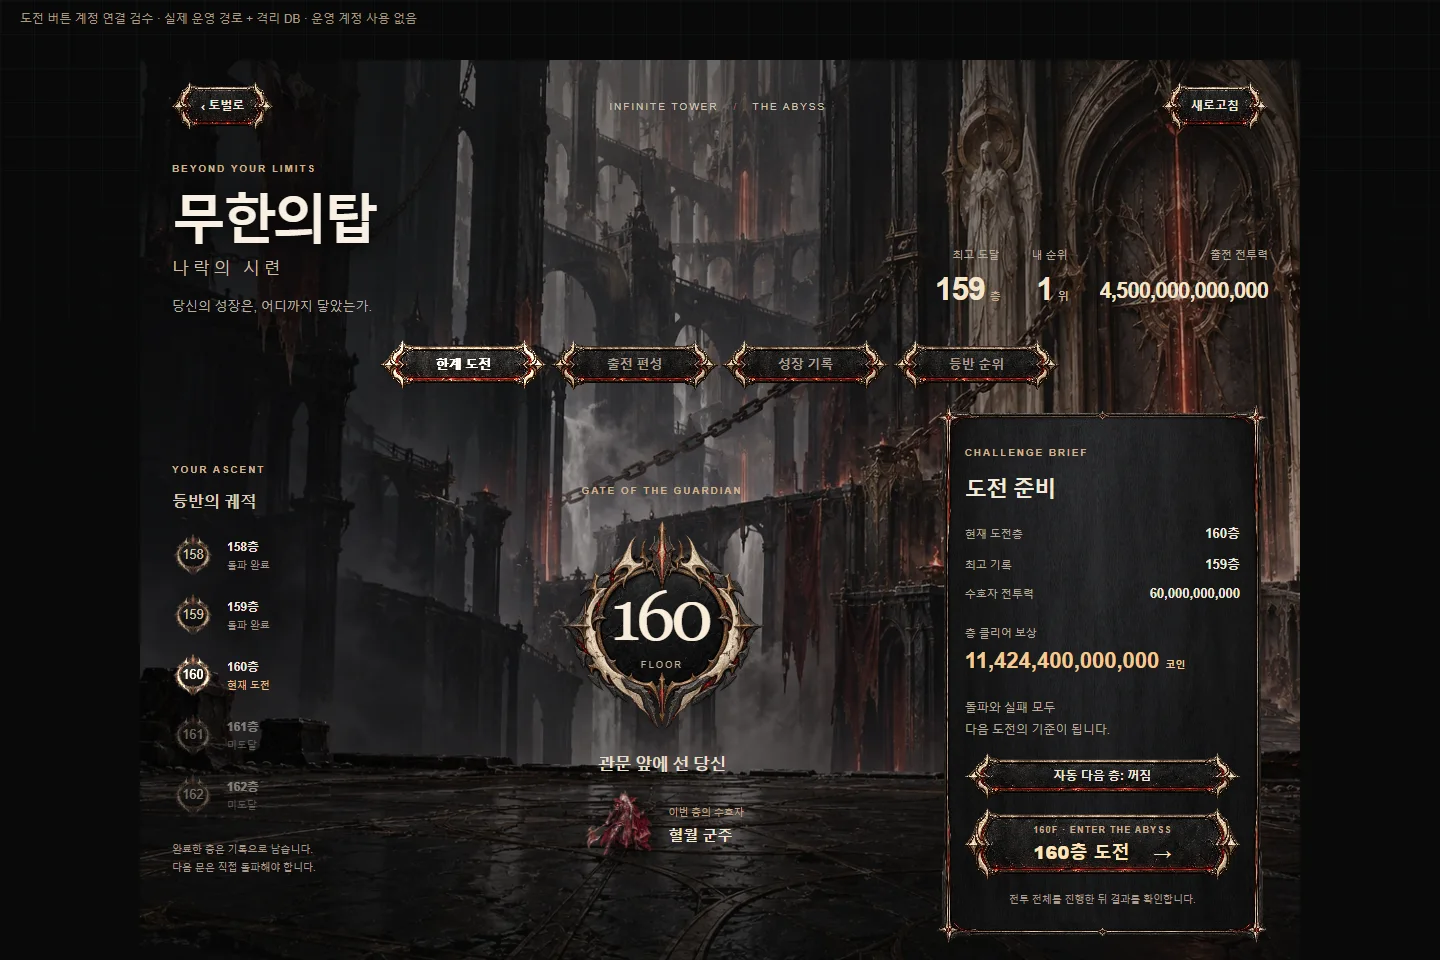 도전 버튼 계정 연결 검수 · 실제 운영 경로 + 격리 DB · 운영 계정 사용 없음
‹ 토벌로
INFINITE TOWER / THE ABYSS
새로고침
BEYOND YOUR LIMITS
무한의탑
나락의 시련
당신의 성장은, 어디까지 닿았는가.
최고 도달
159 층
내 순위
1 위
출전 전투력
4,500,000,000,000
한계 도전
출전 편성
성장 기록
등반 순위
YOUR ASCENT
등반의 궤적
158
158층
돌파 완료
159
159층
돌파 완료
160
160층
현재 도전
161
161층
미도달
162
162층
미도달
완료한 층은 기록으로 남습니다.
다음 문은 직접 돌파해야 합니다.
GATE OF THE GUARDIAN
160
FLOOR
관문 앞에 선 당신
이번 층의 수호자
혈월 군주
CHALLENGE BRIEF
도전 준비
현재 도전층 160층
최고 기록 159층
수호자 전투력 60,000,000,000
층 클리어 보상
11,424,400,000,000 코인
돌파와 실패 모두
다음 도전의 기준이 됩니다.
자동 다음 층: 꺼짐
160F · ENTER THE ABYSS
160층 도전 →
전투 전체를 진행한 뒤 결과를 확인합니다.